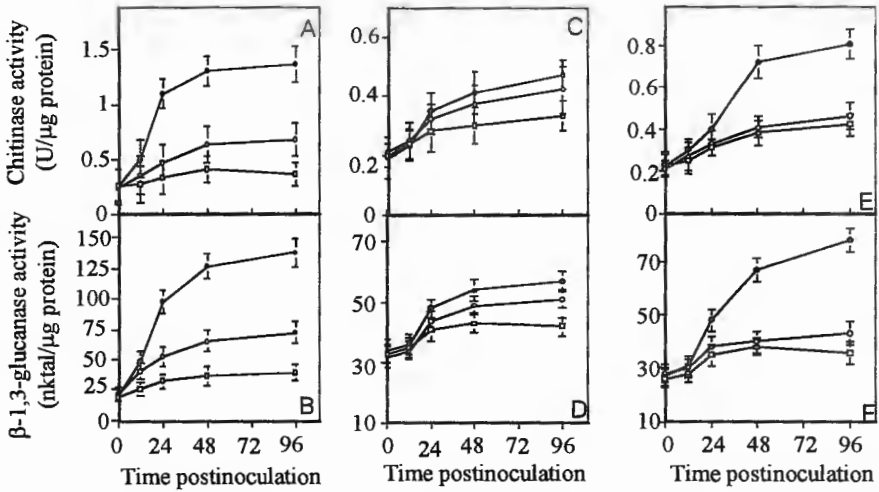 Chitinase activity
(U/µg protein)
A
1.5
1
0.5
0
C
0.6
0.4
0.2
0
E
0.8
0.6
0.4
0.2
0
β-1,3-glucanase activity
(nktal/µg protein)
B
150
125
100
75
50
25
0
D
70
50
30
10
F
70
50
30
10
0 24 48 72 96
0 24 48 72 96
0 24 48 72 96
Time postinoculation
Time postinoculation
Time postinoculation